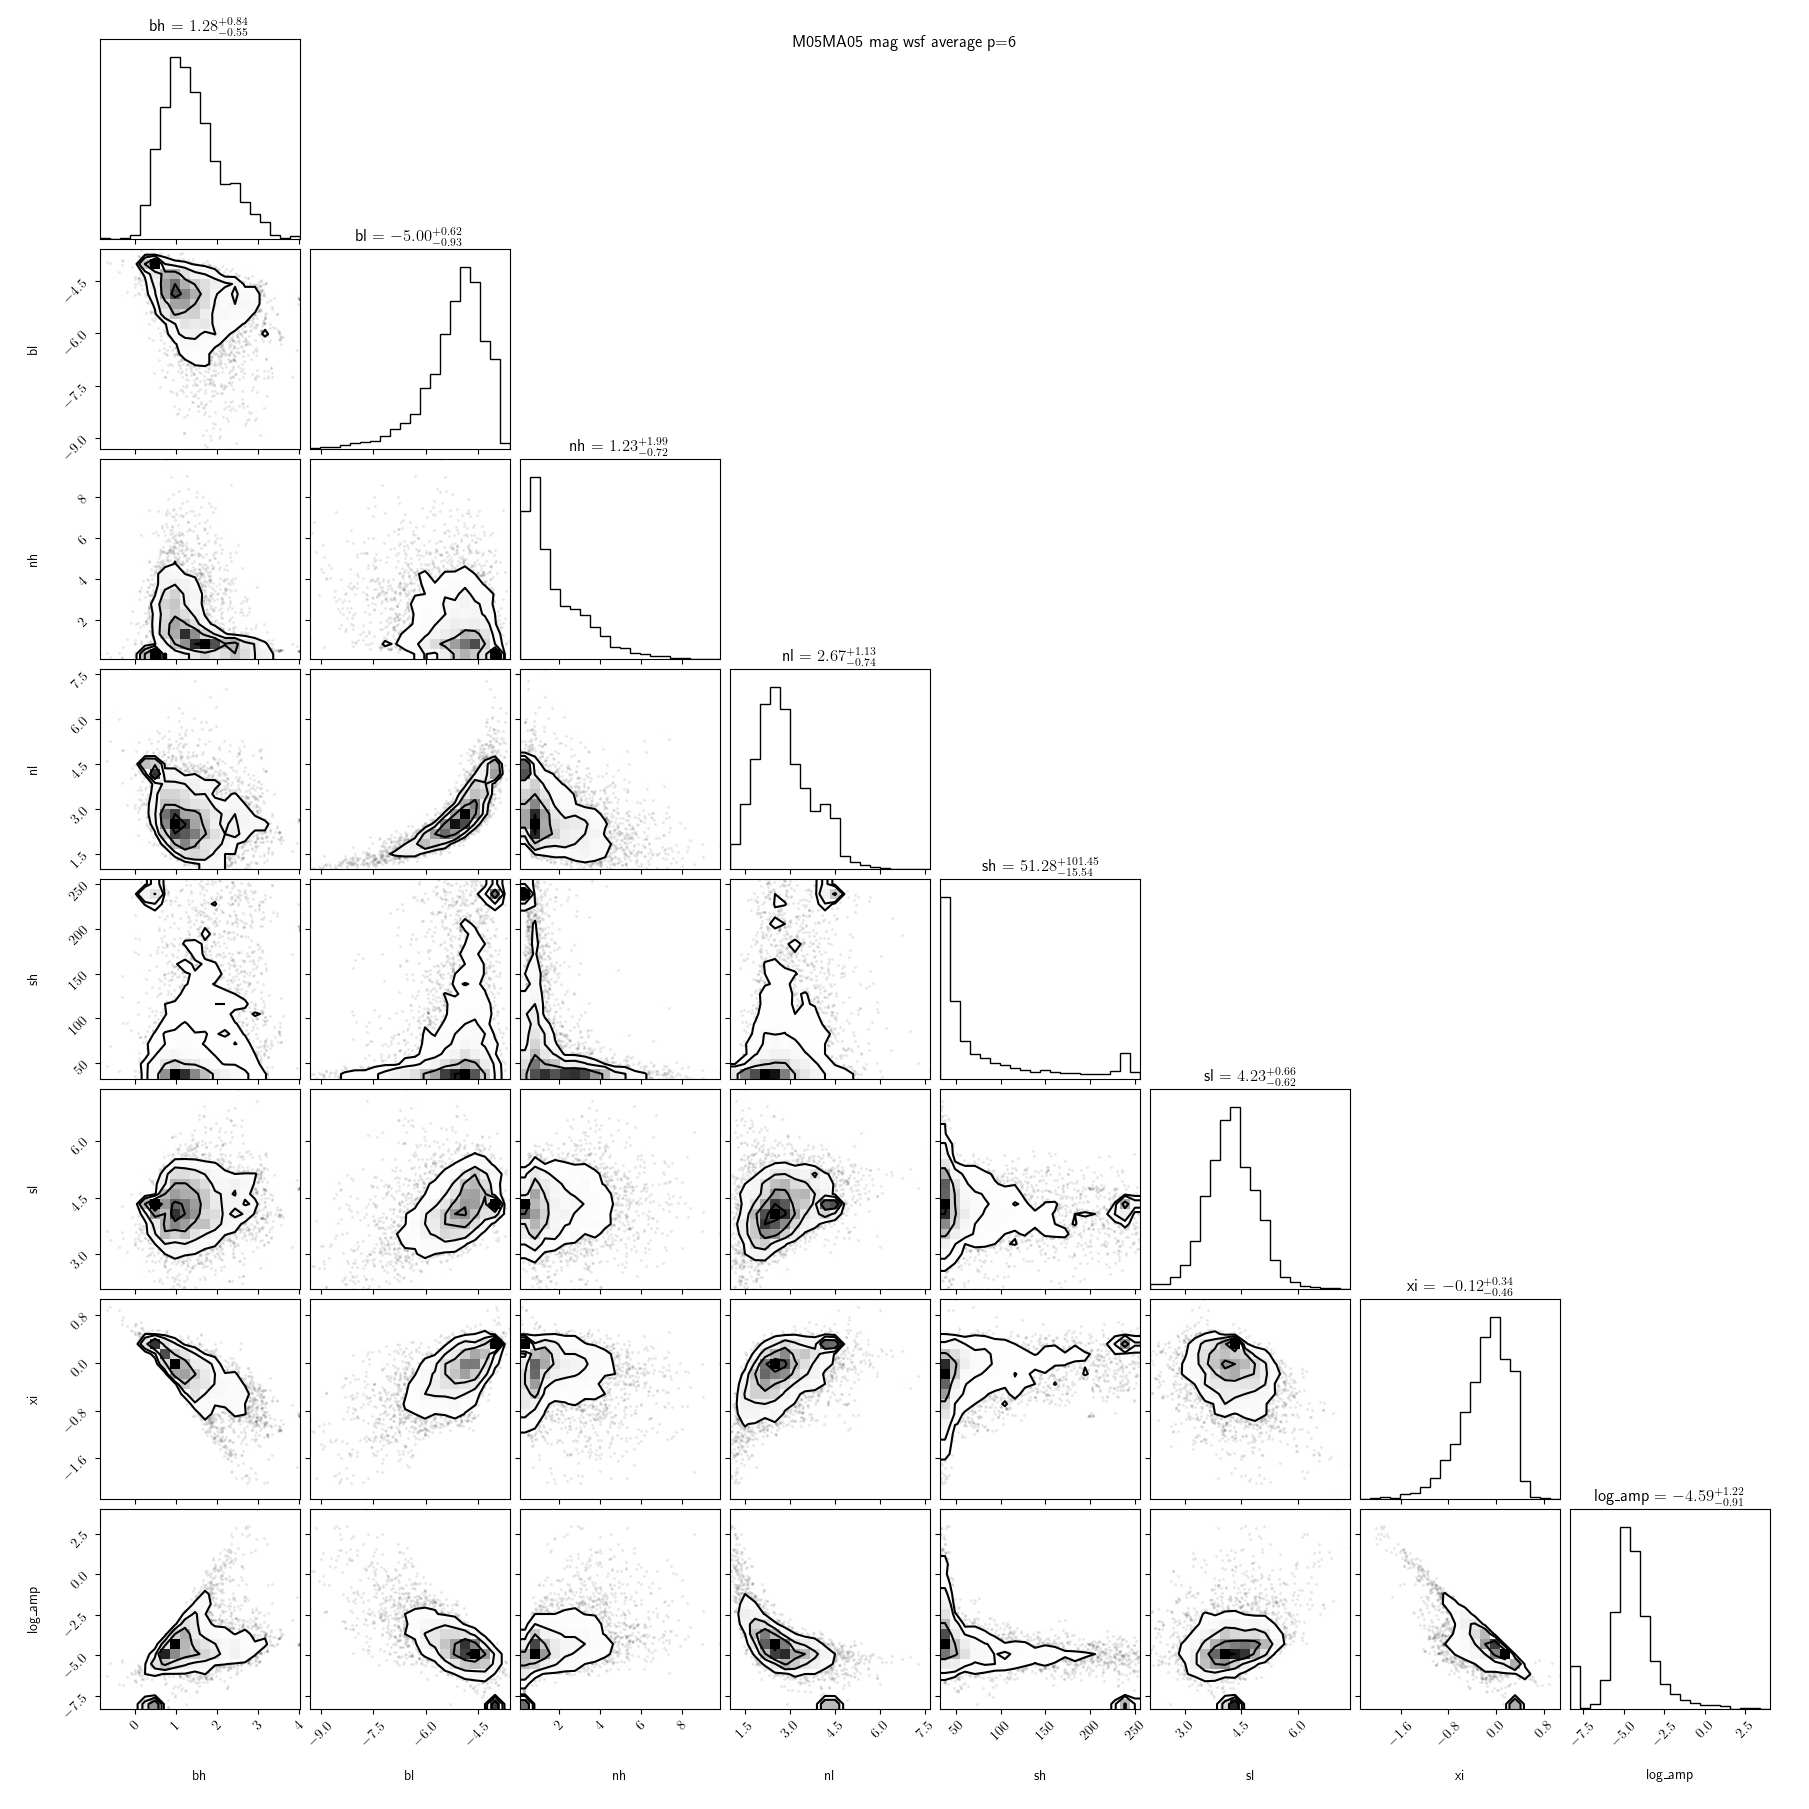 bh = 1.28+0.84−0.55
M05MA05 mag wsf average p=6
bl = −5.00+0.62−0.93
bl
−4.5
−6.0
−7.5
−9.0
nh = 1.23+1.99−0.72
nh
8
6
4
2
nl = 2.67+1.13−0.74
nl
7.5
6.0
4.5
3.0
1.5
sh = 51.28+101.45−15.54
sh
250
200
150
100
50
sl = 4.23+0.66−0.62
sl
6.0
4.5
3.0
xi = −0.12+0.34−0.46
xi
0.8
0.0
−0.8
−1.6
log_amp = −4.59+1.22−0.91
log_amp
2.5
0.0
−2.5
−5.0
−7.5
0 1 2 3 4
−9.0 −7.5 −6.0 −4.5
2 4 6 8
1.5 3.0 4.5 6.0 7.5
50 100 150 200 250
3.0 4.5 6.0
−1.6 −0.8 0.0 0.8
−7.5 −5.0 −2.5 0.0 2.5
bh bl nh nl sh sl xi log_amp